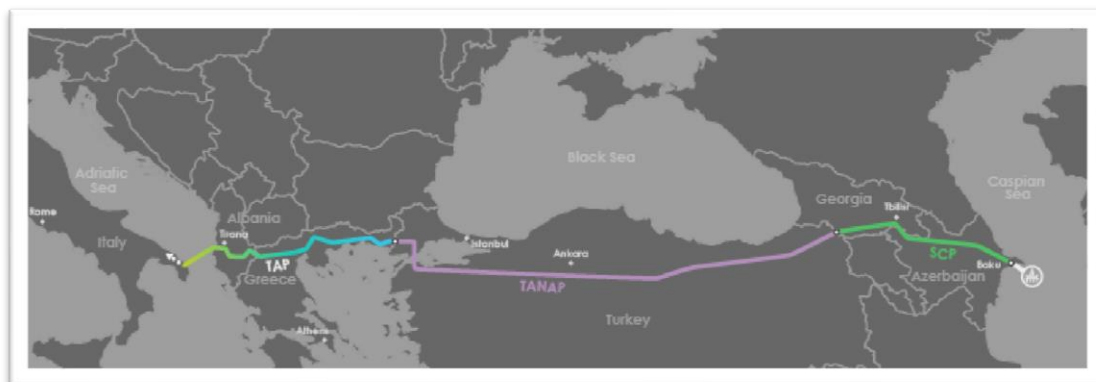 Black Sea
Adrialic
Sea
Caspian
Sea
Georgia
Tbilisi
Rome
Albania
Tirana
Italy
Istanbul
Ankara
SCP
TAP
Baku
Greece
Azerbaijan
TANAP
Turkey
Athens